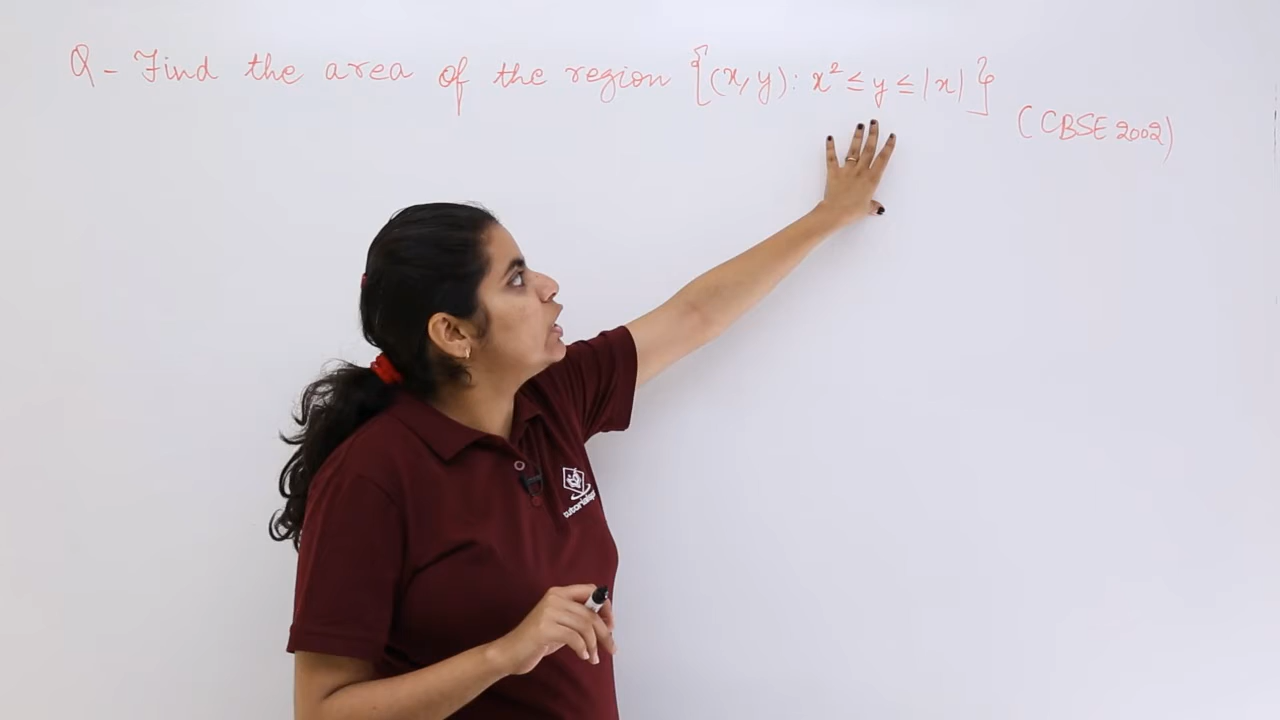 Q - Find the area of the region {(x, y) : x² ≤ y ≤ |x|}
(CBSE 2002)